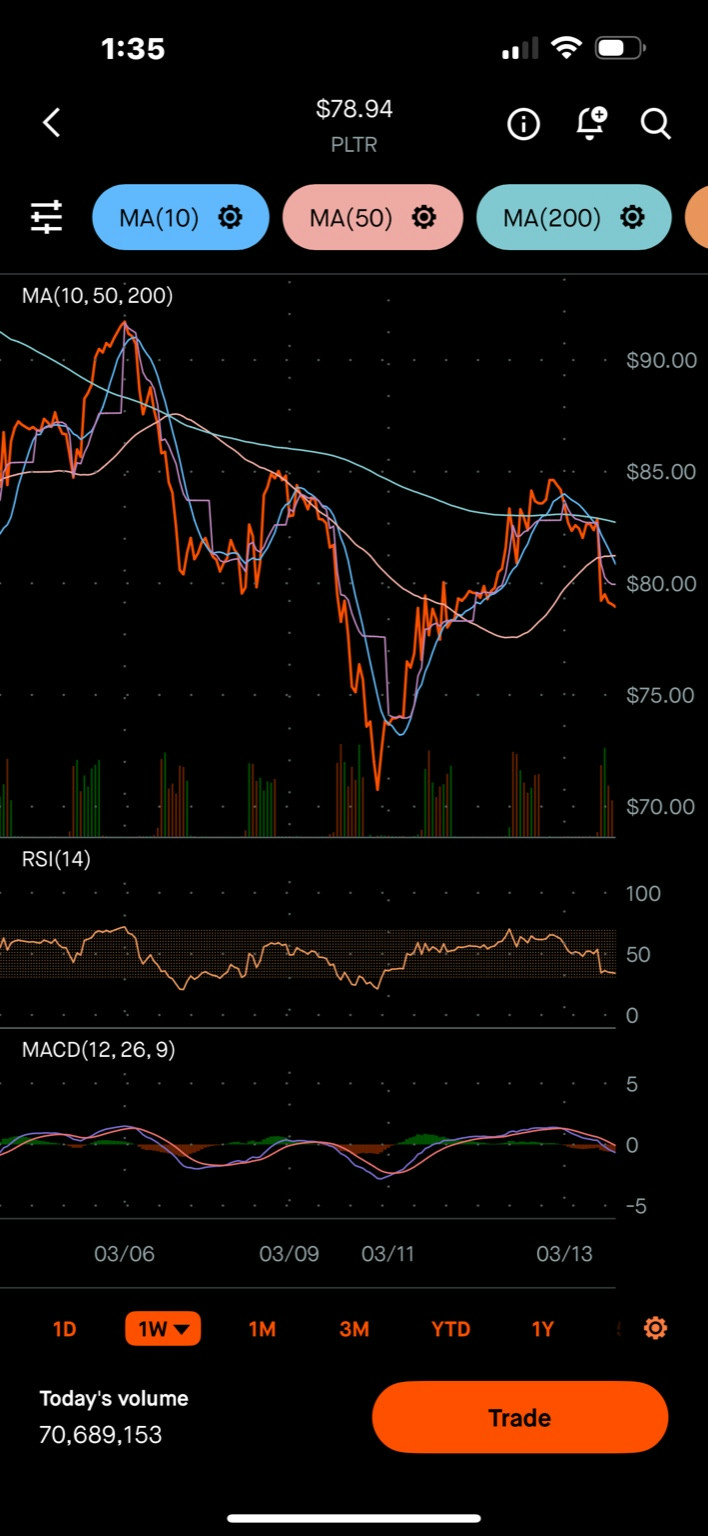 1:35
$78.94
PLTR
MA(10)
MA(50)
MA(200)
MA(10,50,200)
$90.00
$85.00
$80.00
$75.00
$70.00
RSI(14)
100
50
0
MACD(12,26,9)
5
0
-5
03/06
03/09
03/11
03/13
1D
1W
1M
3M
YTD
1Y
Today's volume
70,689,153
Trade